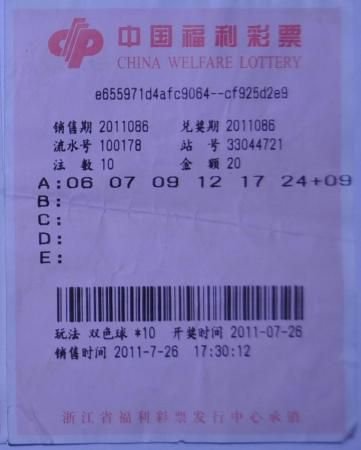 中国福利彩票
CHINA WELFARE LOTTERY
e655971d4afc9064--cf925d2e9
销售期 2011086 兑奖期 2011086
流水号 100178 站 号 33044721
注 数 10 金 额 20
A:06 07 09 12 17 24+09
B:
C:
D:
E:
玩法 双色球 *10 开奖时间 2011-07-26
销售时间 2011-7-26 17:30:12
浙江省福利彩票发行中心承销